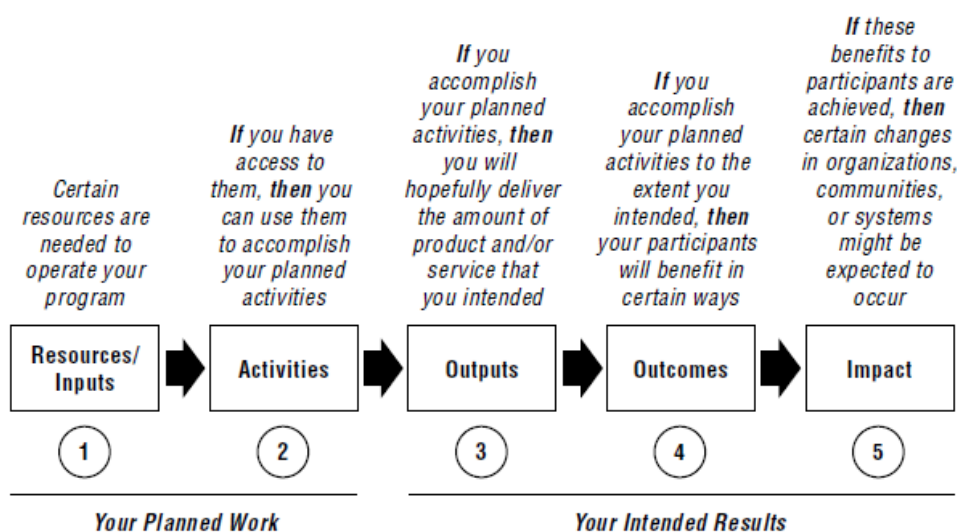 Certain
resources are
needed to
operate your
program
If you have
access to
them, then you
can use them
to accomplish
your planned
activities
If you
accomplish
your planned
activities, then
you will
hopefully deliver
the amount of
product and/or
service that
you intended
If you
accomplish
your planned
activities to the
extent you
intended, then
your participants
will benefit in
certain ways
If these
benefits to
participants are
achieved, then
certain changes
in organizations,
communities,
or systems
might be
expected to
occur
Resources/
Inputs
Activities
Outputs
Outcomes
Impact
1
2
3
4
5
Your Planned Work
Your Intended Results